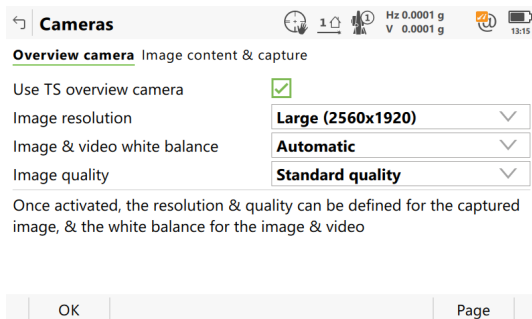 Cameras
1
1
Hz 0.0001 g
V 0.0001 g
@
13:15
Overview camera Image content & capture
Use TS overview camera
Image resolution Large (2560x1920)
Image & video white balance Automatic
Image quality Standard quality
Once activated, the resolution & quality can be defined for the captured
image, & the white balance for the image & video
OK Page